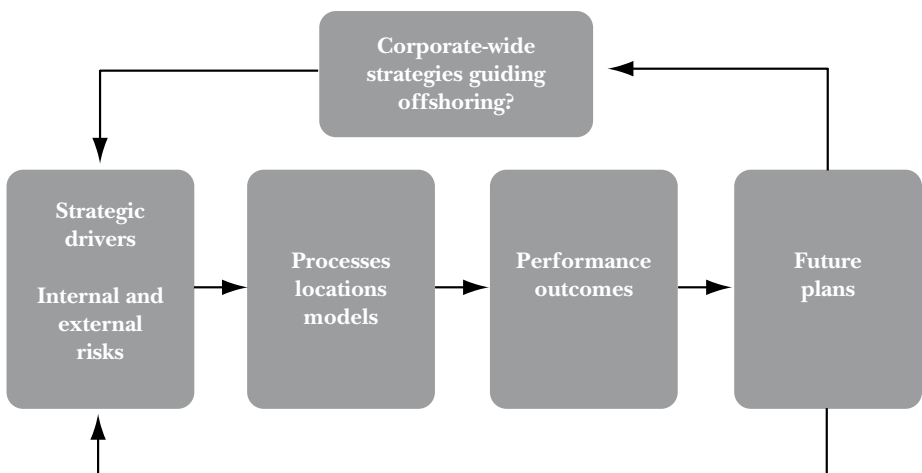 Corporate-wide
strategies guiding
offshoring?
Strategic
drivers
Internal and
external
risks
Processes
locations
models
Performance
outcomes
Future
plans